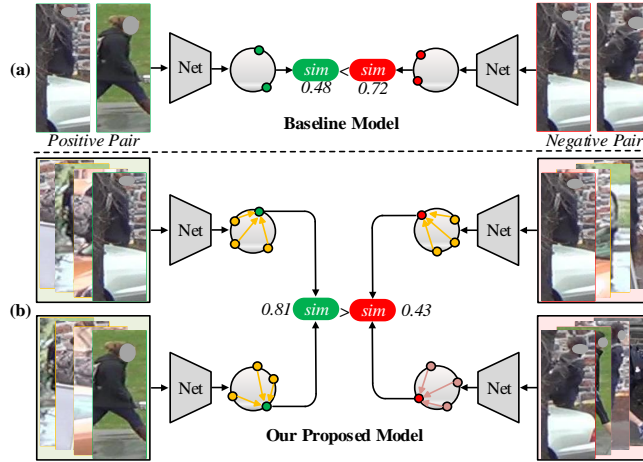 (a)
Net
sim
<
sim
Net
0.48
0.72
Baseline Model
Positive Pair
Negative Pair
Net
Net
(b)
0.81
sim
>
sim
0.43
Net
Net
Our Proposed Model